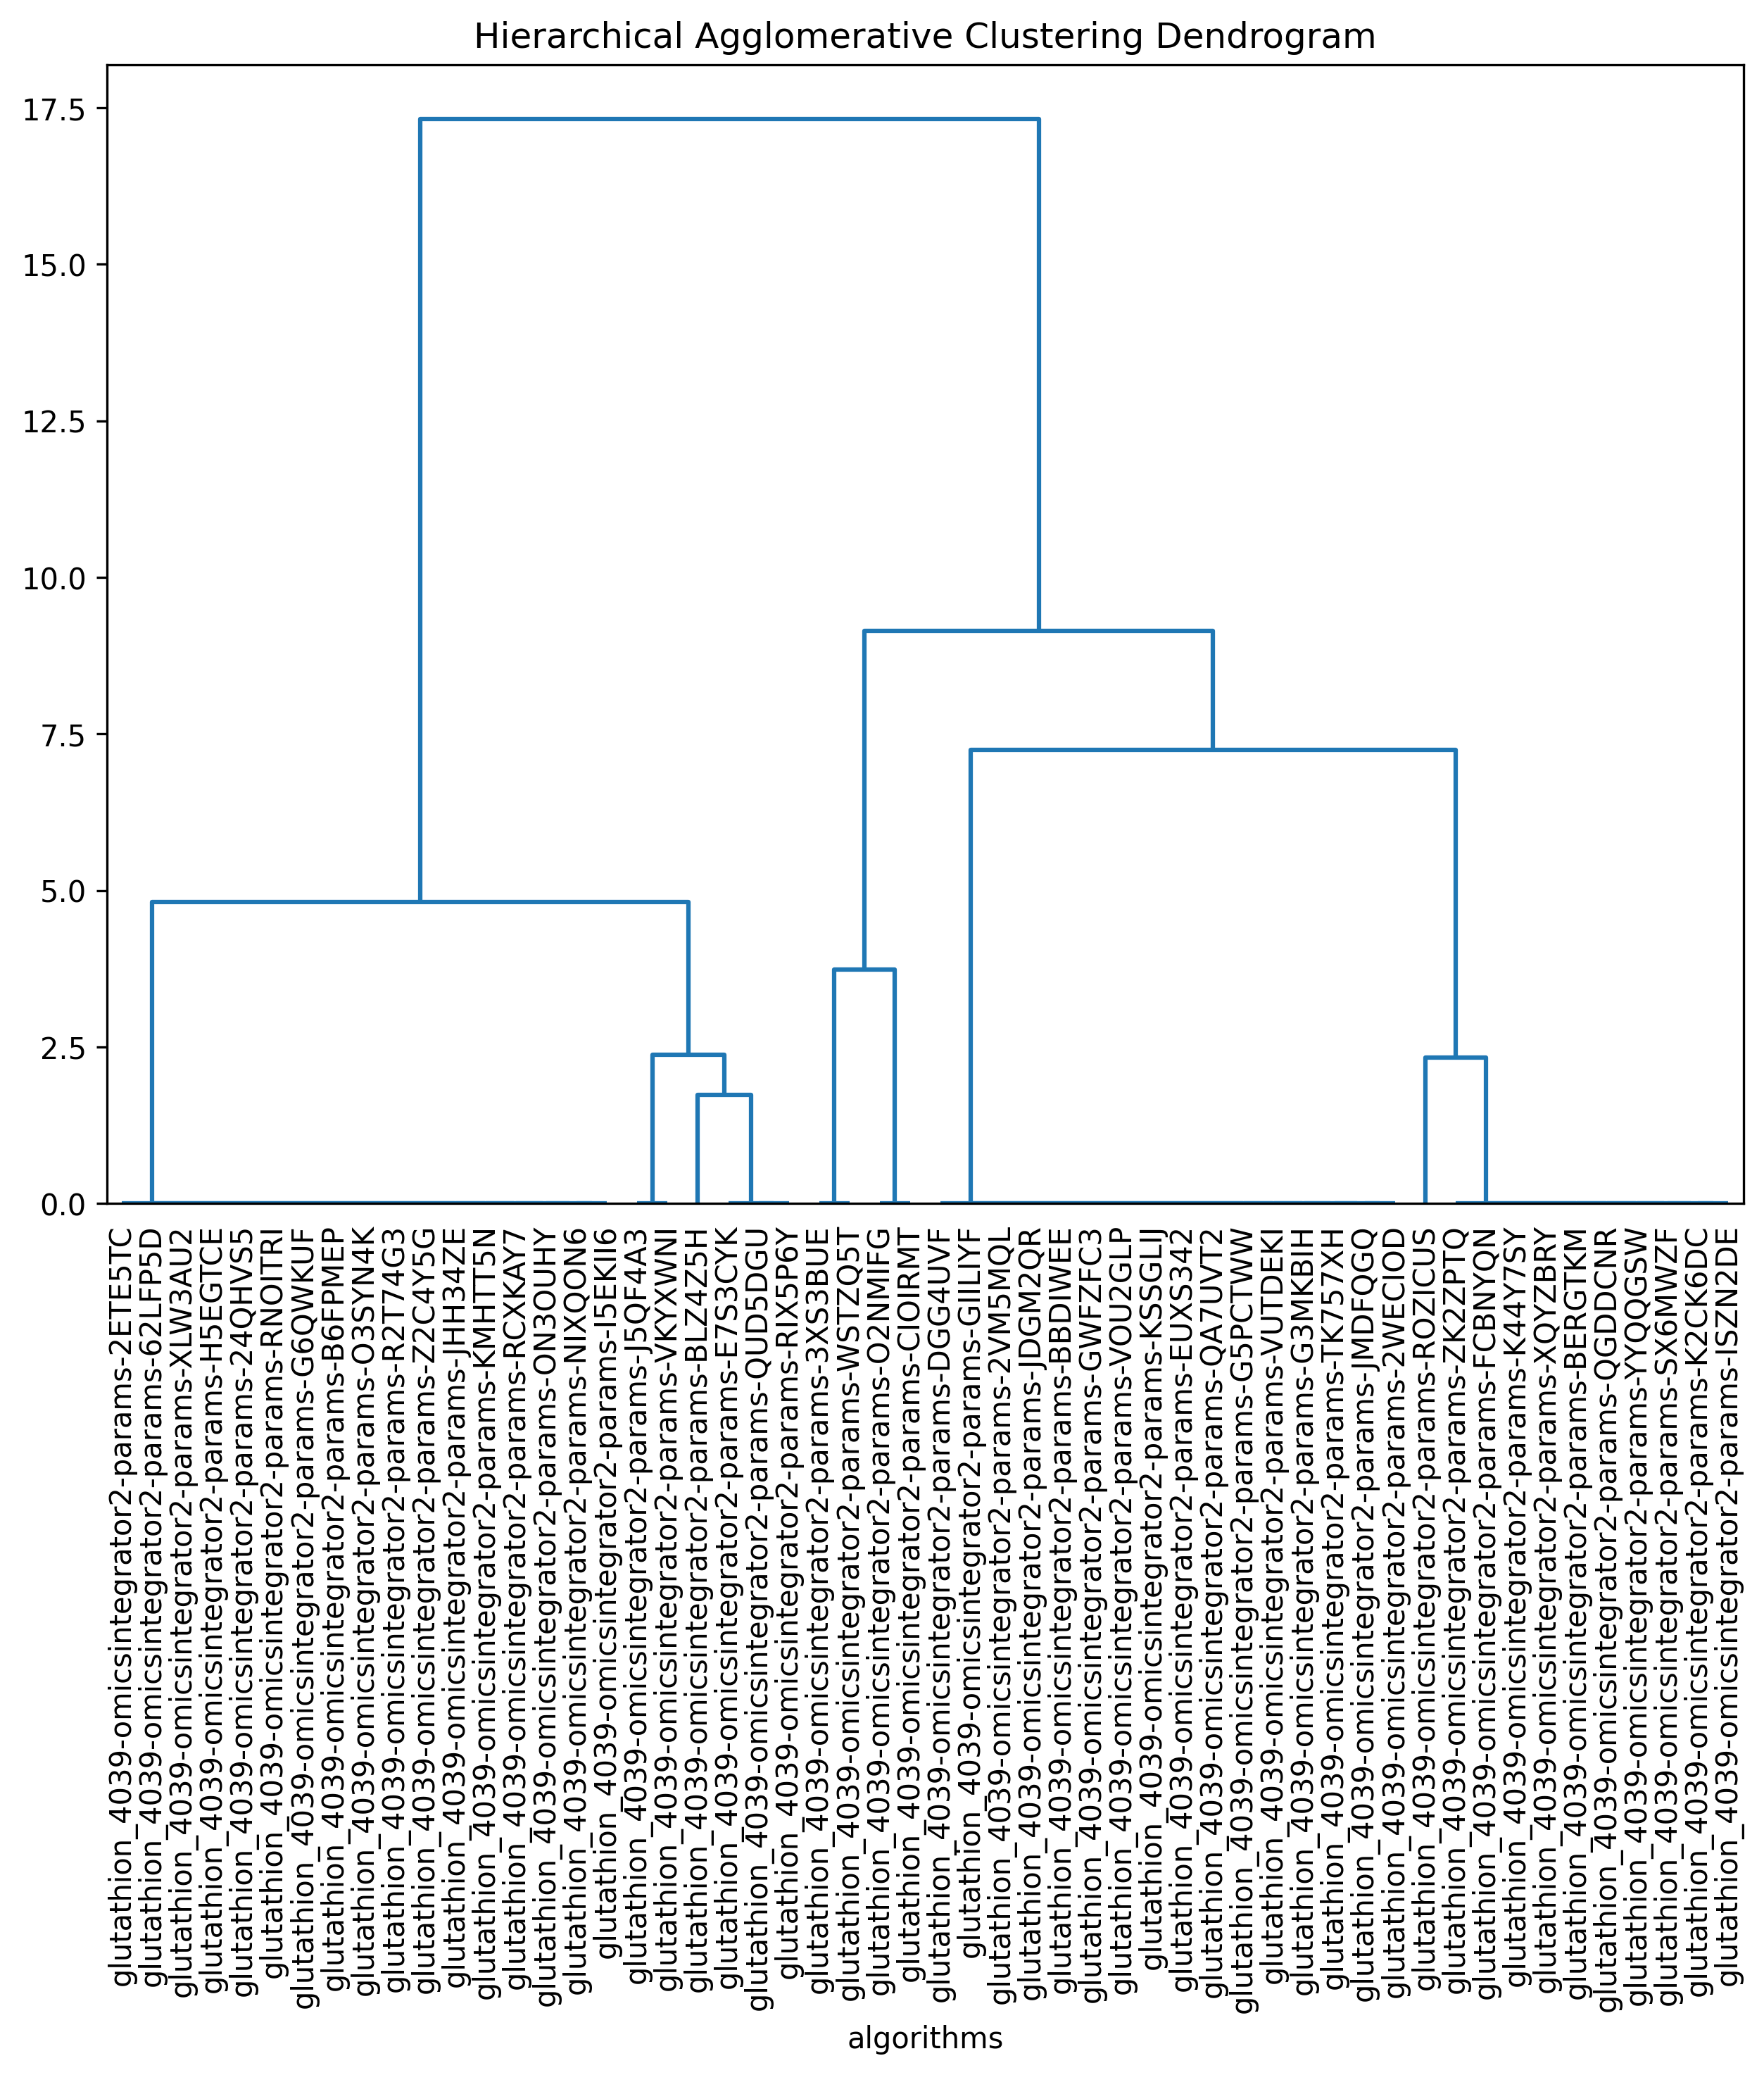 Hierarchical Agglomerative Clustering Dendrogram
17.5
15.0
12.5
10.0
7.5
5.0
2.5
0.0
glutathion_4039-omicsintegrator2-params-2ETE5TC
glutathion_4039-omicsintegrator2-params-62LFP5D
glutathion_4039-omicsintegrator2-params-XLW3AU2
glutathion_4039-omicsintegrator2-params-H5EGTCE
glutathion_4039-omicsintegrator2-params-24QHVS5
glutathion_4039-omicsintegrator2-params-RNOITRI
glutathion_4039-omicsintegrator2-params-G6QWKUF
glutathion_4039-omicsintegrator2-params-B6FPMEP
glutathion_4039-omicsintegrator2-params-O3SYN4K
glutathion_4039-omicsintegrator2-params-R2T74G3
glutathion_4039-omicsintegrator2-params-Z2C4Y5G
glutathion_4039-omicsintegrator2-params-JHH34ZE
glutathion_4039-omicsintegrator2-params-KMHTT5N
glutathion_4039-omicsintegrator2-params-RCXKAY7
glutathion_4039-omicsintegrator2-params-ON3OUHY
glutathion_4039-omicsintegrator2-params-NIXQON6
glutathion_4039-omicsintegrator2-params-I5EKII6
glutathion_4039-omicsintegrator2-params-J5QF4A3
glutathion_4039-omicsintegrator2-params-VKYXWNI
glutathion_4039-omicsintegrator2-params-BLZ4Z5H
glutathion_4039-omicsintegrator2-params-E7S3CYK
glutathion_4039-omicsintegrator2-params-QUD5DGU
glutathion_4039-omicsintegrator2-params-RIX5P6Y
glutathion_4039-omicsintegrator2-params-3XS3BUE
glutathion_4039-omicsintegrator2-params-WSTZQ5T
glutathion_4039-omicsintegrator2-params-O2NMIFG
glutathion_4039-omicsintegrator2-params-CIOIRMT
glutathion_4039-omicsintegrator2-params-DGG4UVF
glutathion_4039-omicsintegrator2-params-GIILIYF
glutathion_4039-omicsintegrator2-params-2VM5MQL
glutathion_4039-omicsintegrator2-params-JDGM2QR
glutathion_4039-omicsintegrator2-params-BBDIWEE
glutathion_4039-omicsintegrator2-params-GWFZFC3
glutathion_4039-omicsintegrator2-params-VOU2GLP
glutathion_4039-omicsintegrator2-params-KSSGLIJ
glutathion_4039-omicsintegrator2-params-EUXS342
glutathion_4039-omicsintegrator2-params-QA7UVT2
glutathion_4039-omicsintegrator2-params-G5PCTWW
glutathion_4039-omicsintegrator2-params-VUTDEKI
glutathion_4039-omicsintegrator2-params-G3MKBIH
glutathion_4039-omicsintegrator2-params-TK757XH
glutathion_4039-omicsintegrator2-params-JMDFQGQ
glutathion_4039-omicsintegrator2-params-2WECIOD
glutathion_4039-omicsintegrator2-params-ROZICUS
glutathion_4039-omicsintegrator2-params-ZK2ZPTQ
glutathion_4039-omicsintegrator2-params-FCBNYQN
glutathion_4039-omicsintegrator2-params-K44Y7SY
glutathion_4039-omicsintegrator2-params-XQYZBRY
glutathion_4039-omicsintegrator2-params-BERGTKM
glutathion_4039-omicsintegrator2-params-QGDDCNR
glutathion_4039-omicsintegrator2-params-YYQQGSW
glutathion_4039-omicsintegrator2-params-SX6MWZF
glutathion_4039-omicsintegrator2-params-K2CK6DC
glutathion_4039-omicsintegrator2-params-ISZN2DE
algorithms